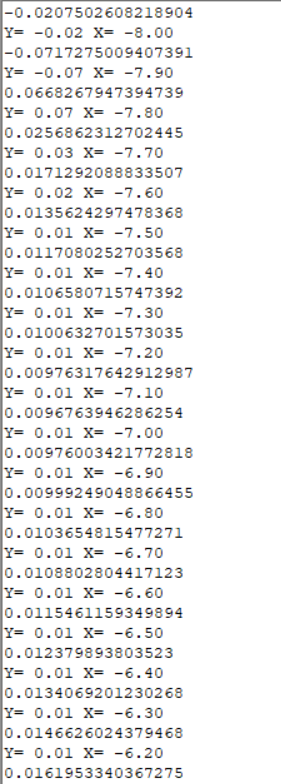 -0.0207502608218904
Y= -0.02 X= -8.00
-0.0717275009407391
Y= -0.07 X= -7.90
0.0668267947394739
Y= 0.07 X= -7.80
0.0256862312702445
Y= 0.03 X= -7.70
0.0171292088833507
Y= 0.02 X= -7.60
0.0135624297478368
Y= 0.01 X= -7.50
0.0117080252703568
Y= 0.01 X= -7.40
0.0106580715747392
Y= 0.01 X= -7.30
0.0100632701573035
Y= 0.01 X= -7.20
0.00976317642912987
Y= 0.01 X= -7.10
0.0096763946286254
Y= 0.01 X= -7.00
0.00976003421772818
Y= 0.01 X= -6.90
0.00999249048866455
Y= 0.01 X= -6.80
0.0103654815477271
Y= 0.01 X= -6.70
0.0108802804417123
Y= 0.01 X= -6.60
0.0115461159349894
Y= 0.01 X= -6.50
0.012379893803523
Y= 0.01 X= -6.40
0.0134069201230268
Y= 0.01 X= -6.30
0.0146626024379468
Y= 0.01 X= -6.20
0.0161953340367275